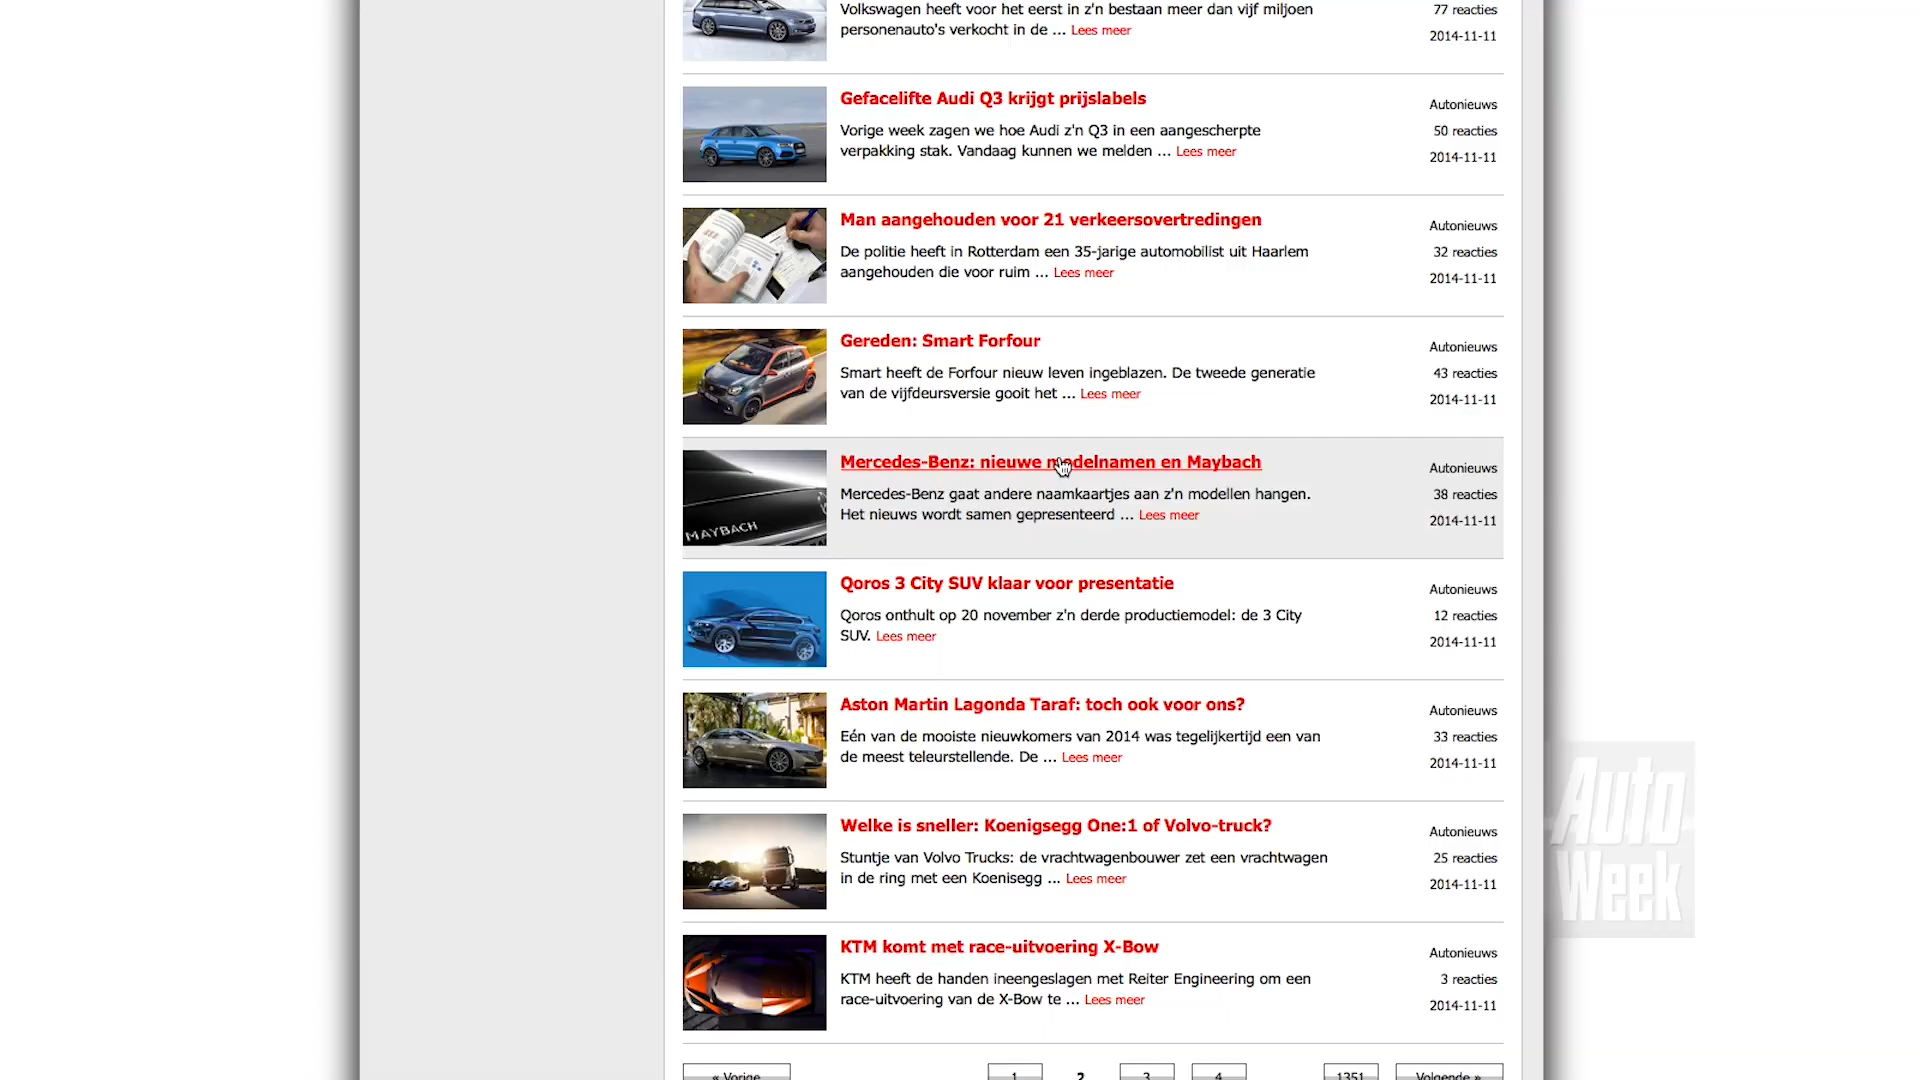 Volkswagen heeft voor het eerst in z'n bestaan meer dan vijf miljoen
personenauto's verkocht in de ... Lees meer
77 reacties
2014-11-11
Gefacelifte Audi Q3 krijgt prijslabels
Vorige week zagen we hoe Audi z'n Q3 in een aangescherpte
verpakking stak. Vandaag kunnen we melden ... Lees meer
Autonieuws
50 reacties
2014-11-11
Man aangehouden voor 21 verkeersovertredingen
De politie heeft in Rotterdam een 35-jarige automobilist uit Haarlem
aangehouden die voor ruim ... Lees meer
Autonieuws
32 reacties
2014-11-11
Gereden: Smart Forfour
Smart heeft de Forfour nieuw leven ingeblazen. De tweede generatie
van de vijfdeursversie gooit het ... Lees meer
Autonieuws
43 reacties
2014-11-11
MAYBACH
Mercedes-Benz: nieuwe modelnamen en Maybach
Mercedes-Benz gaat andere naamkaartjes aan z'n modellen hangen.
Het nieuws wordt samen gepresenteerd ... Lees meer
Autonieuws
38 reacties
2014-11-11
Qoros 3 City SUV klaar voor presentatie
Qoros onthult op 20 november z'n derde productiemodel: de 3 City
SUV. Lees meer
Autonieuws
12 reacties
2014-11-11
Aston Martin Lagonda Taraf: toch ook voor ons?
Eén van de mooiste nieuwkomers van 2014 was tegelijkertijd een van
de meest teleurstellende. De ... Lees meer
Autonieuws
33 reacties
2014-11-11
Welke is sneller: Koenigsegg One:1 of Volvo-truck?
Stuntje van Volvo Trucks: de vrachtwagenbouwer zet een vrachtwagen
in de ring met een Koenisegg ... Lees meer
Autonieuws
25 reacties
2014-11-11
KTM komt met race-uitvoering X-Bow
KTM heeft de handen ineengeslagen met Reiter Engineering om een
race-uitvoering van de X-Bow te ... Lees meer
Autonieuws
3 reacties
2014-11-11
« Vorige 1 2 3 4 1351 Volgende »
Auto
Week